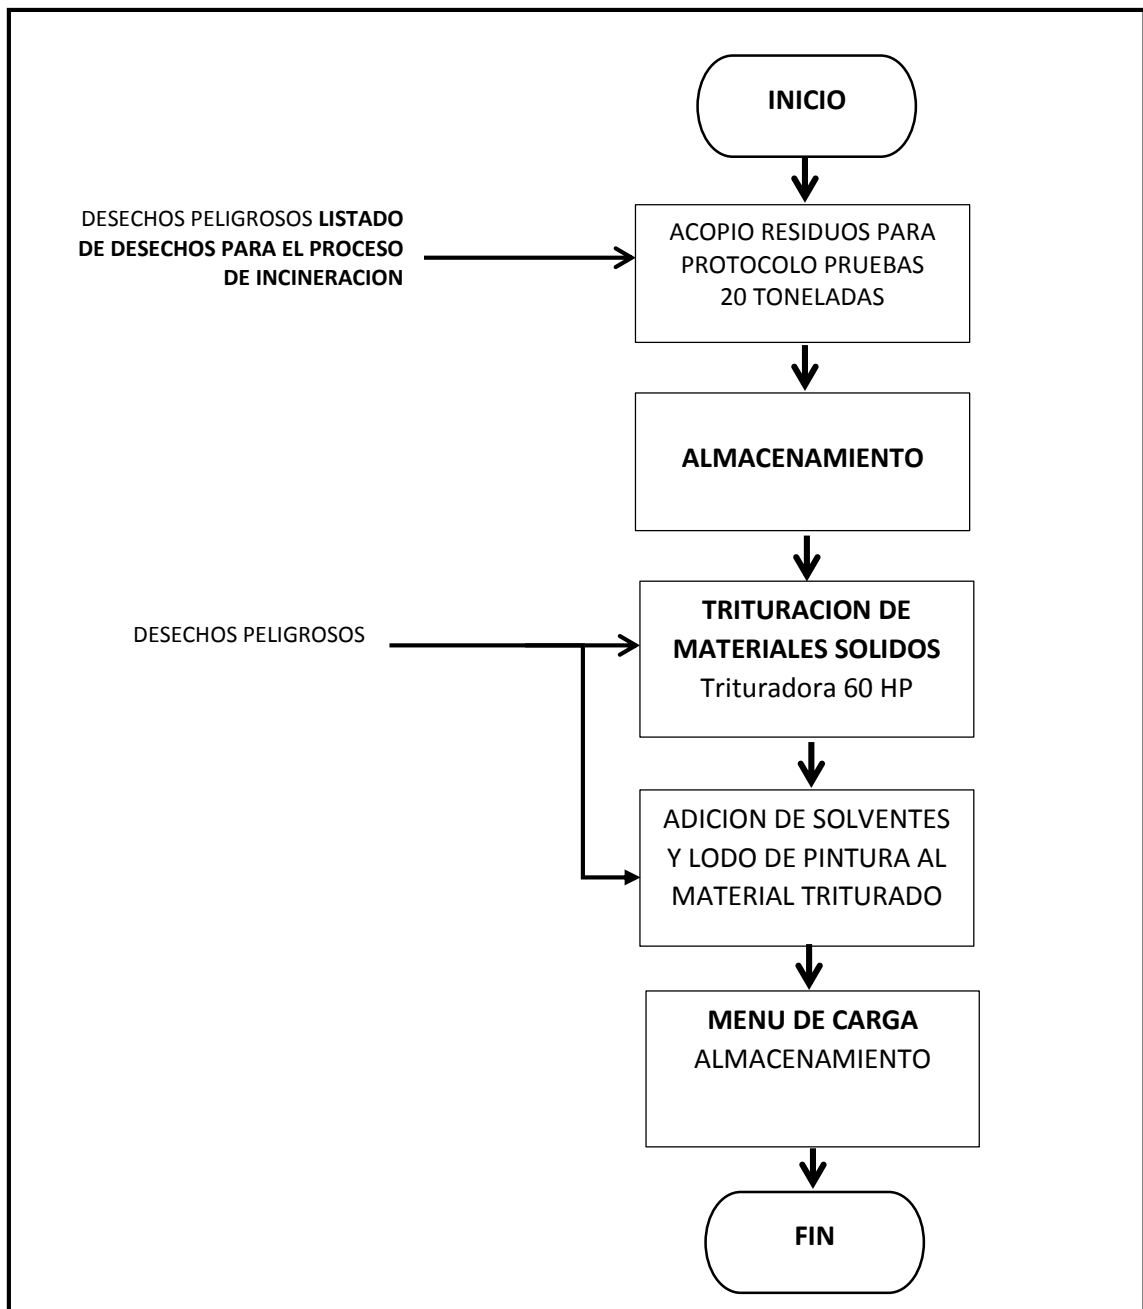 INICIO
DESECHOS PELIGROSOS LISTADO
DE DESECHOS PARA EL PROCESO
DE INCINERACION
ACOPIO RESIDUOS PARA
PROTOCOLO PRUEBAS
20 TONELADAS
ALMACENAMIENTO
DESECHOS PELIGROSOS
TRITURACION DE
MATERIALES SOLIDOS
Trituradora 60 HP
ADICION DE SOLVENTES
Y LODO DE PINTURA AL
MATERIAL TRITURADO
MENU DE CARGA
ALMACENAMIENTO
FIN